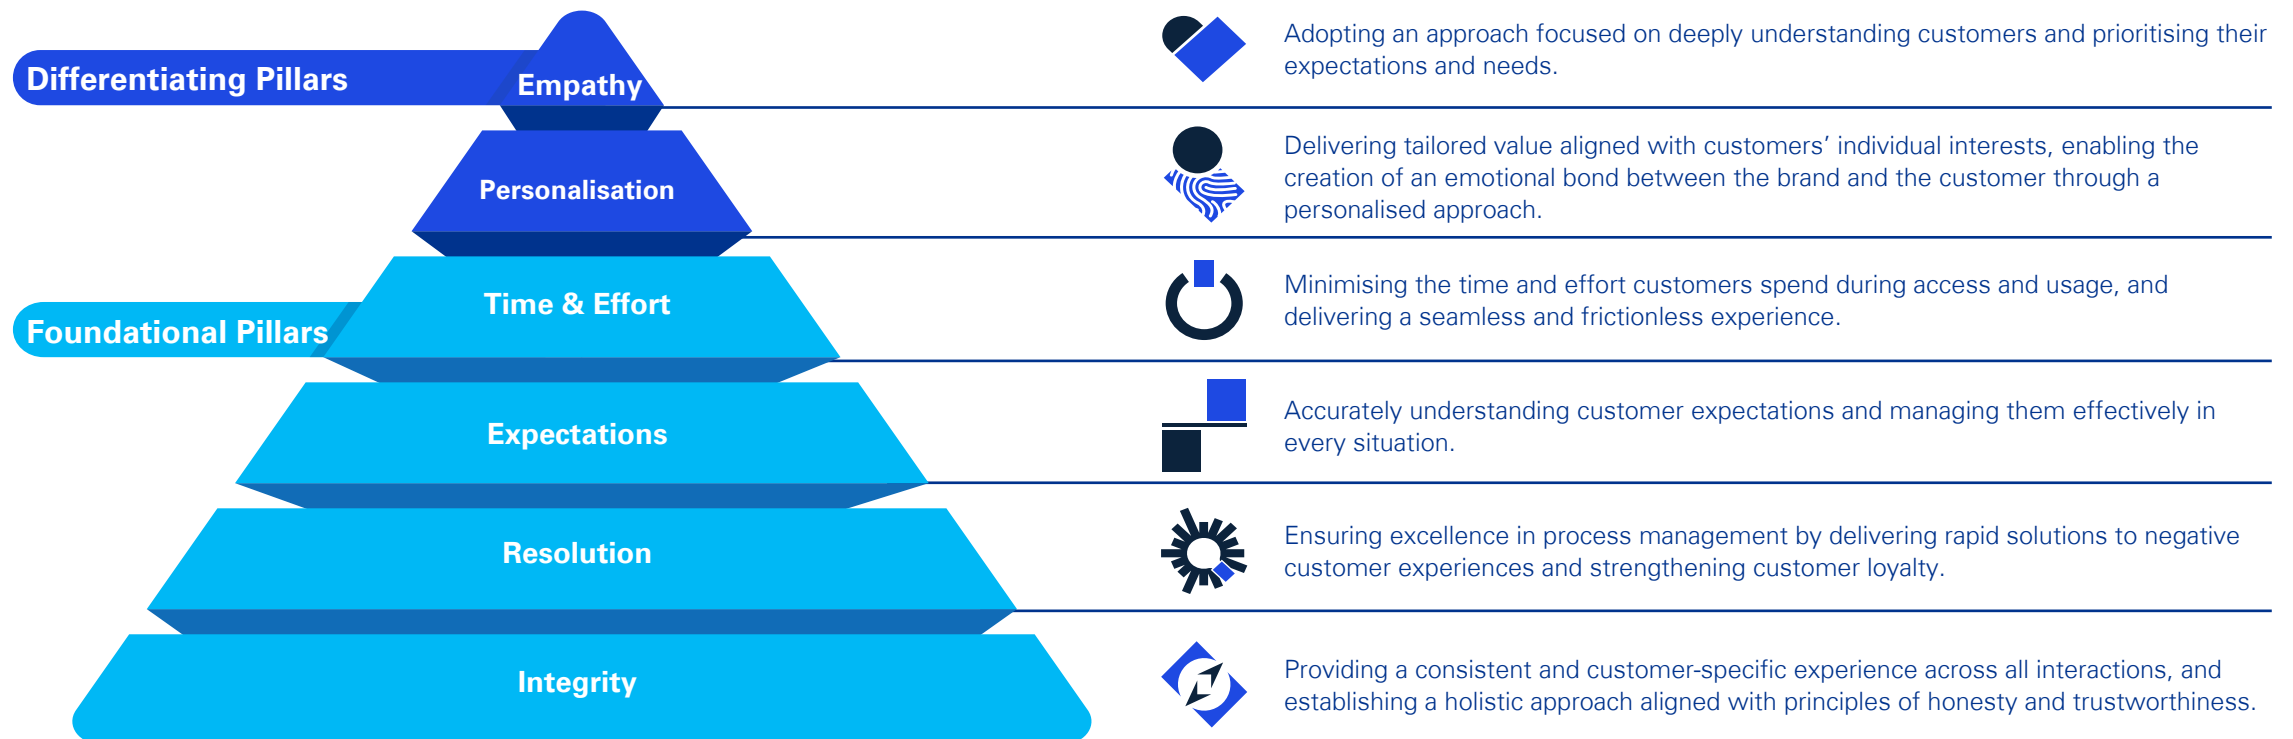 Differentiating Pillars
Empathy
Adopting an approach focused on deeply understanding customers and prioritising their
expectations and needs.
Personalisation
Delivering tailored value aligned with customers’ individual interests, enabling the
creation of an emotional bond between the brand and the customer through a
personalised approach.
Foundational Pillars
Time & Effort
Minimising the time and effort customers spend during access and usage, and
delivering a seamless and frictionless experience.
Expectations
Accurately understanding customer expectations and managing them effectively in
every situation.
Resolution
Ensuring excellence in process management by delivering rapid solutions to negative
customer experiences and strengthening customer loyalty.
Integrity
Providing a consistent and customer-specific experience across all interactions, and
establishing a holistic approach aligned with principles of honesty and trustworthiness.